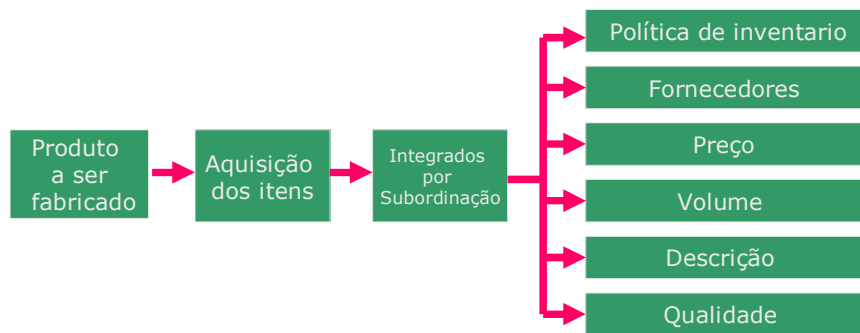 Produto
a ser
fabricado
Aquisição
dos itens
Integrados
por
Subordinação
Política de inventario
Fornecedores
Preço
Volume
Descrição
Qualidade